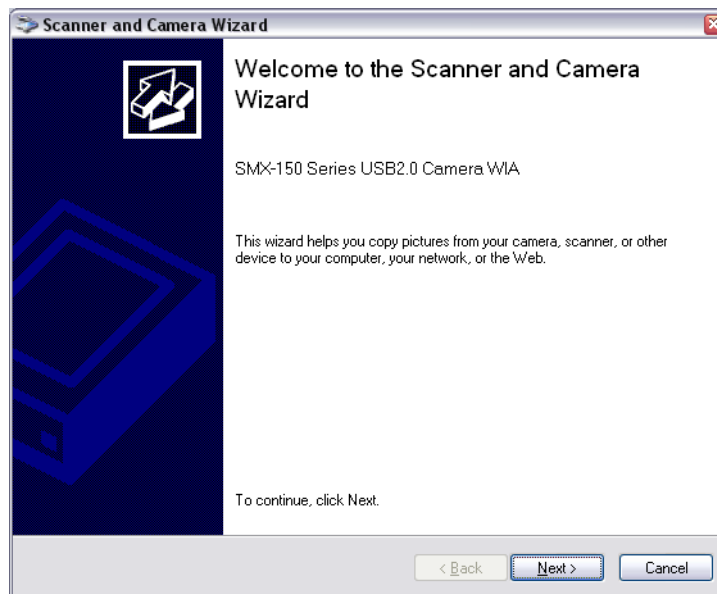 Scanner and Camera Wizard
Welcome to the Scanner and Camera
Wizard
SMX-150 Series USB2.0 Camera WIA
This wizard helps you copy pictures from your camera, scanner, or other
device to your computer, your network, or the Web.
To continue, click Next.
< Back
Next >
Cancel